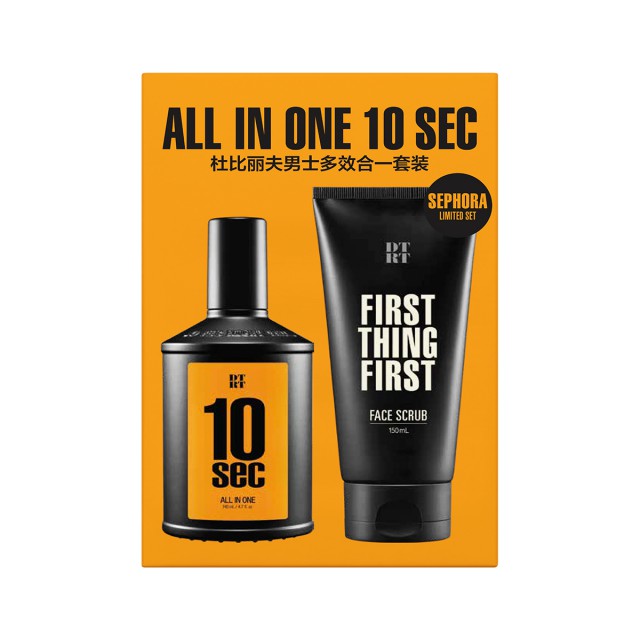 ALL IN ONE 10 SEC
杜比丽夫男士多效合一套装
SEPHORA
LIMITED SET
DT
RT
FIRST
THING
FIRST
FACE SCRUB
150mL
DT
RT
10
sec
ALL IN ONE